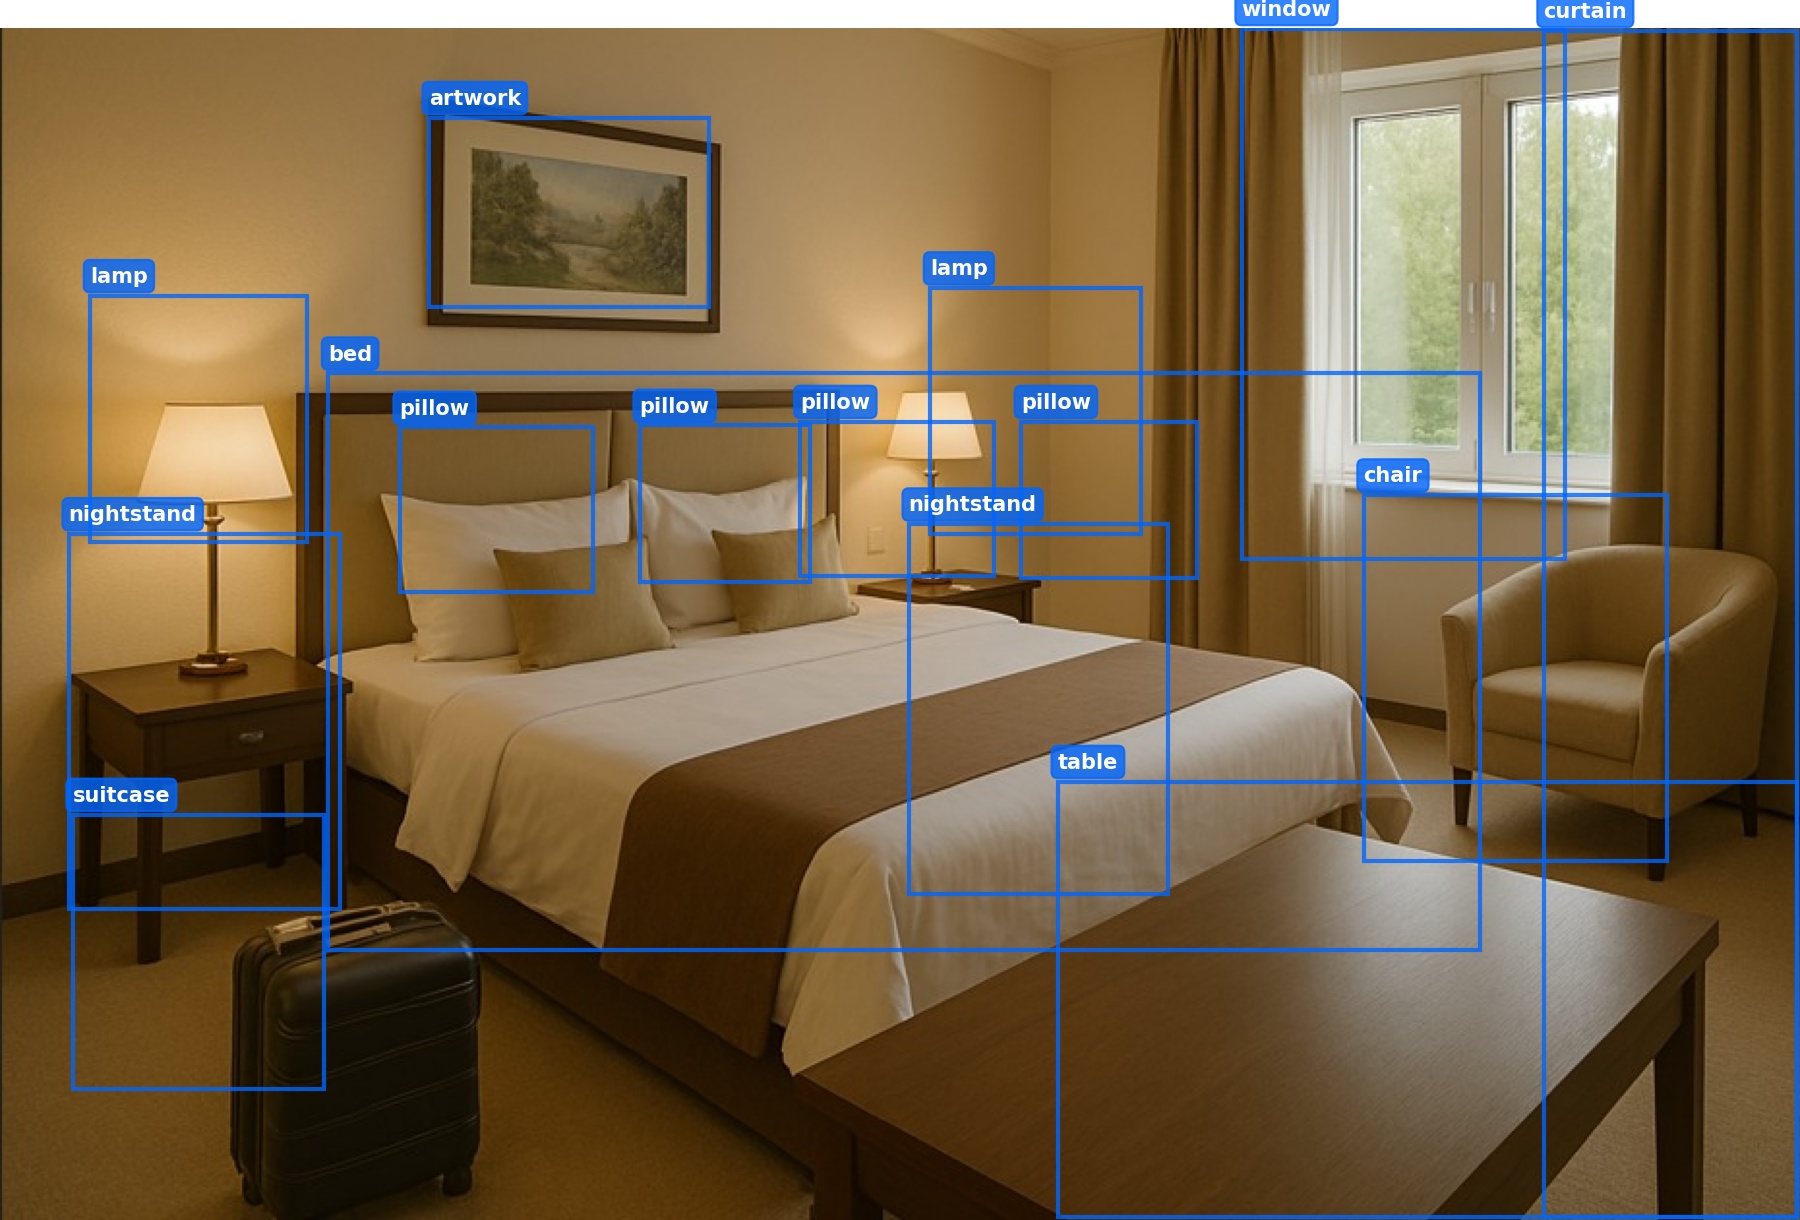 window
curtain
artwork
lamp
lamp
bed
pillow
pillow
pillow
pillow
chair
nightstand
nightstand
table
suitcase